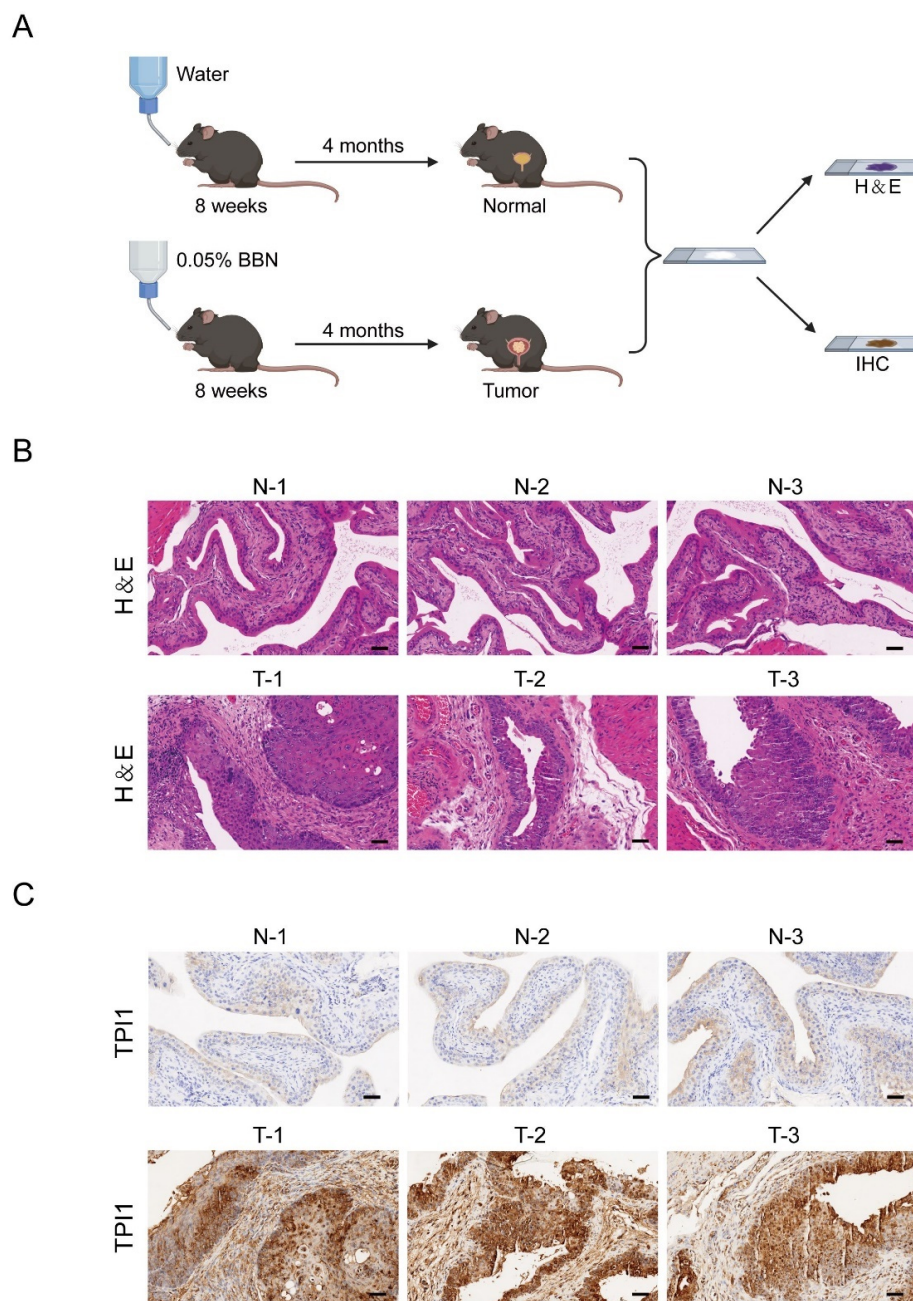 A
Water
4 months
8 weeks
Normal
H&E
0.05% BBN
4 months
8 weeks
Tumor
IHC
B
N-1 N-2 N-3
H&E
T-1 T-2 T-3
H&E
C
N-1 N-2 N-3
TPI1
T-1 T-2 T-3
TPI1